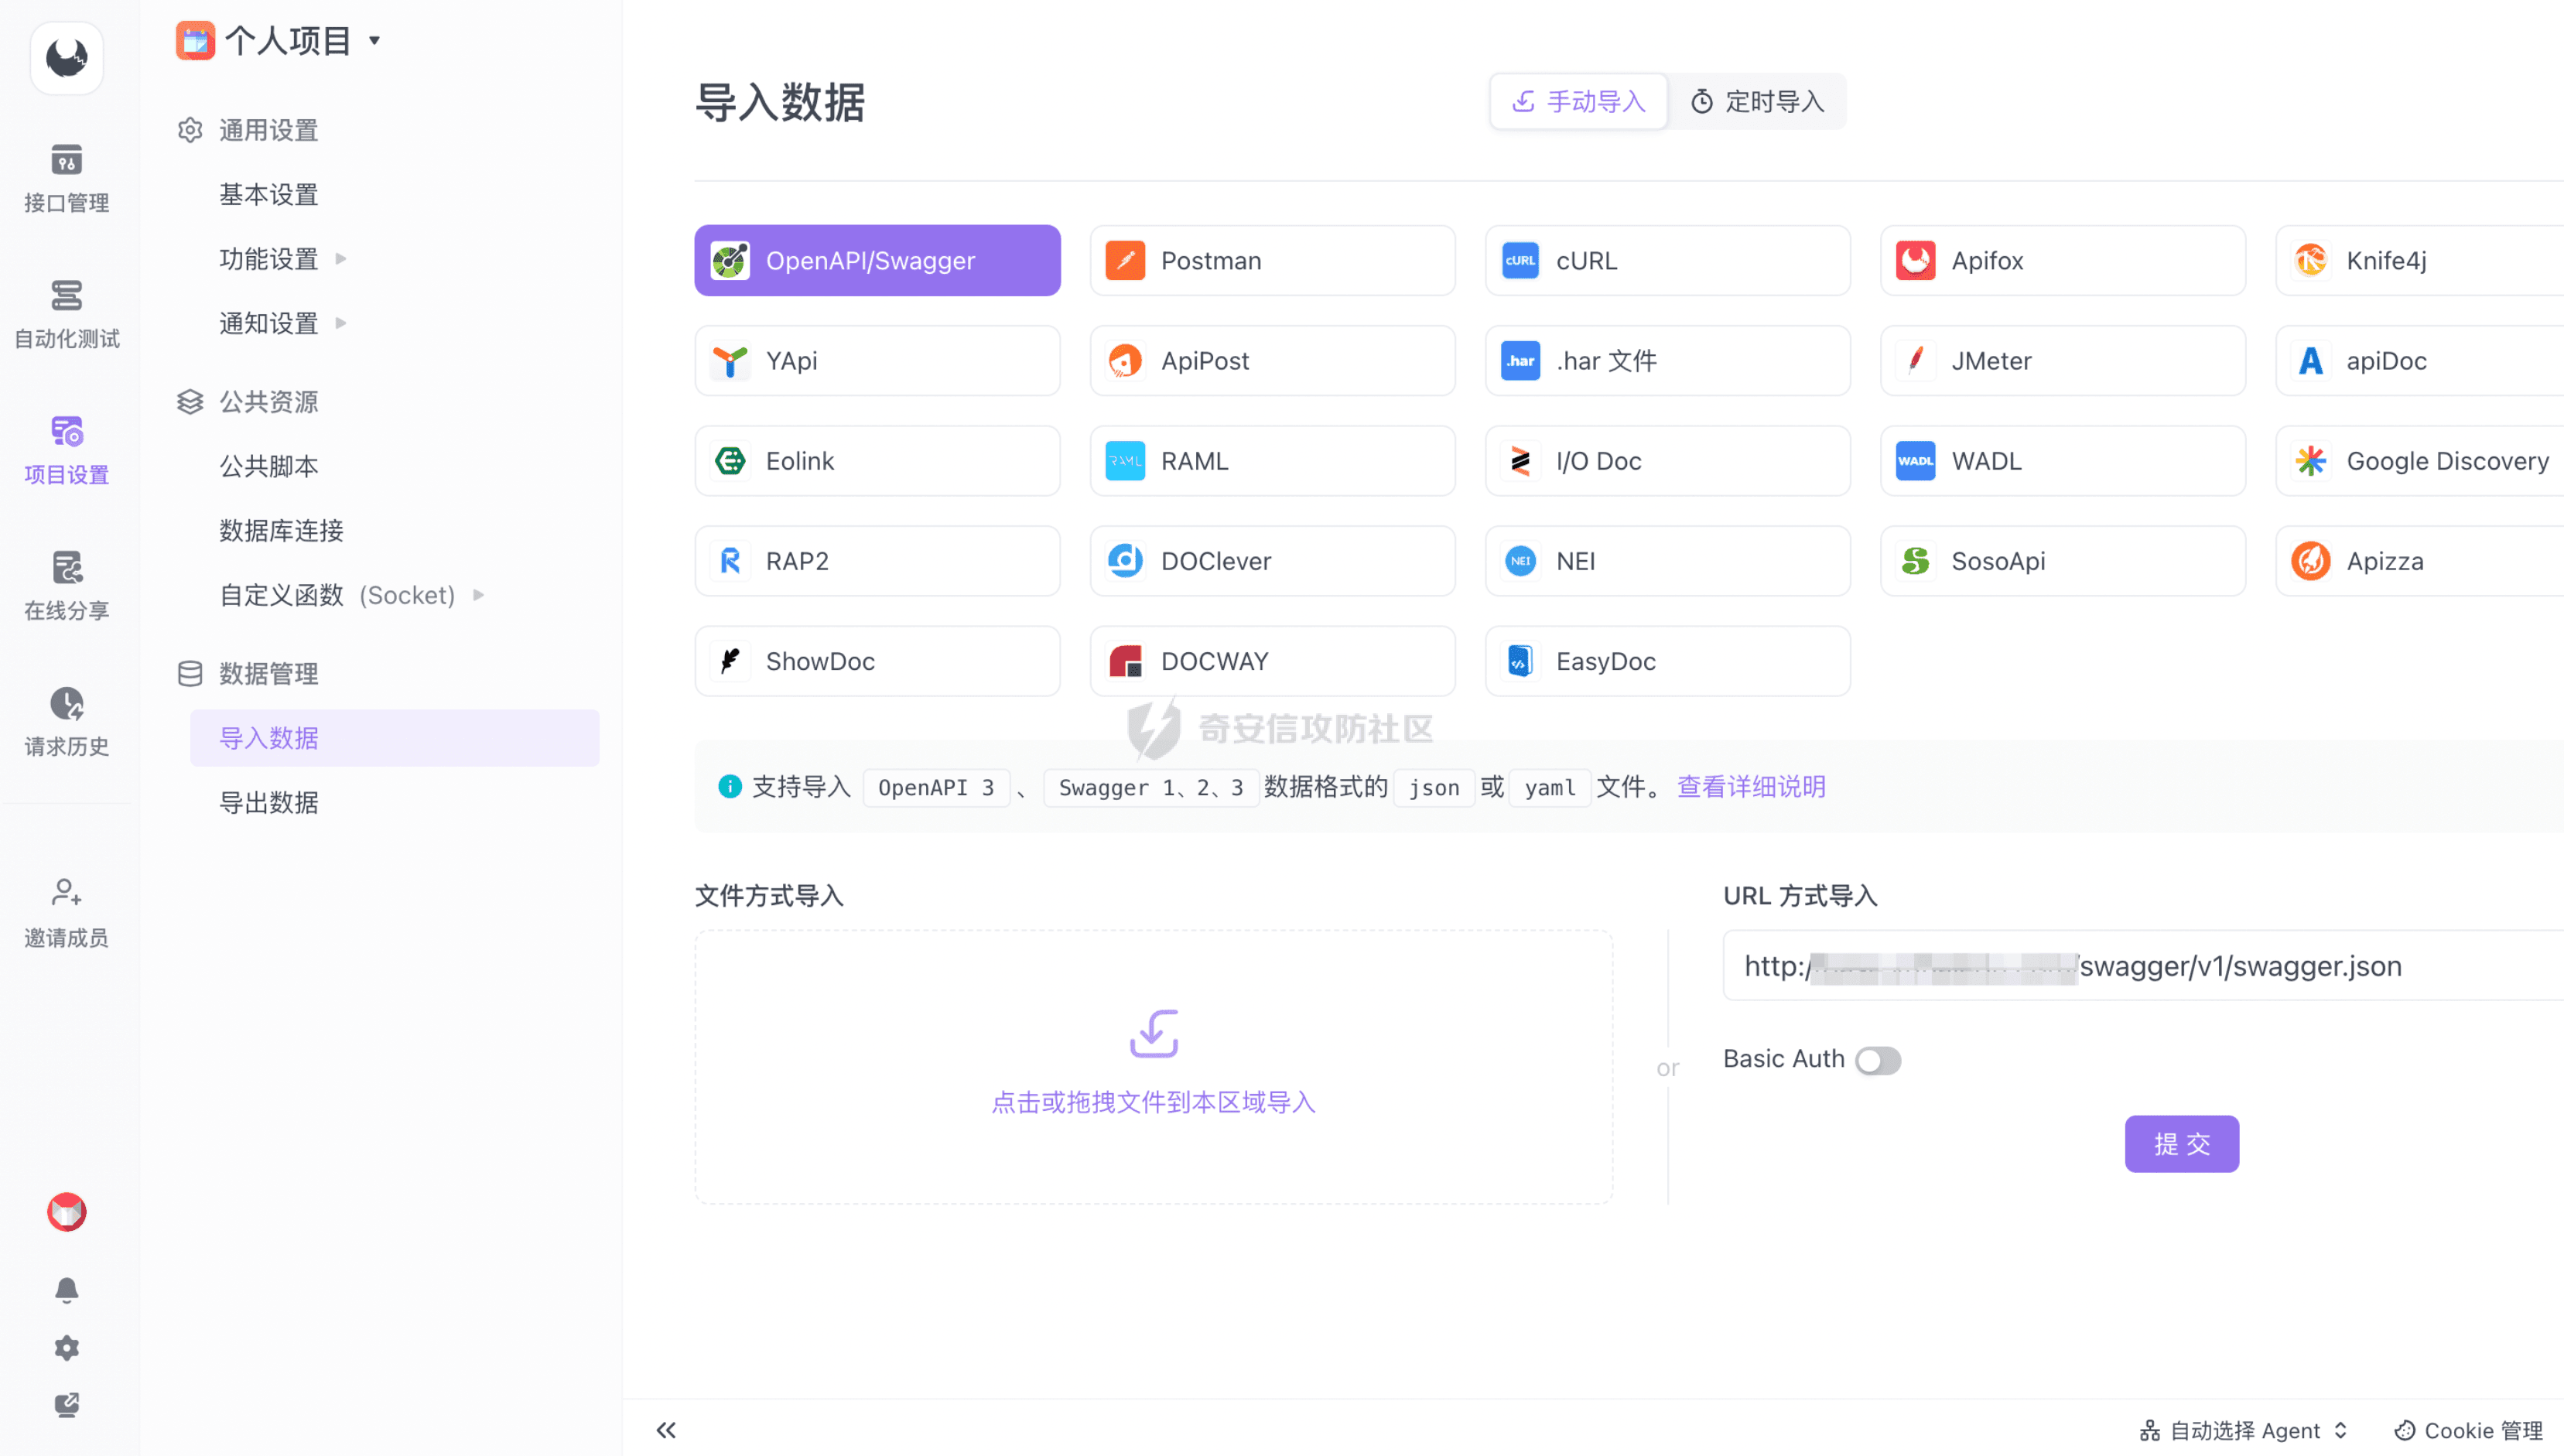 个人项目
通用设置
基本设置
功能设置
通知设置
公共资源
公共脚本
数据库连接
自定义函数 (Socket)
数据管理
导入数据
导出数据
接口管理
自动化测试
项目设置
在线分享
请求历史
邀请成员
导入数据
手动导入 定时导入
OpenAPI/Swagger Postman cURL cURL Apifox Knife4j
YApi ApiPost .har .har 文件 JMeter apiDoc
Eolink RAML RAML I/O Doc WADL WADL Google Discovery
RAP2 DOClever NEI NEI SosoApi Apizza
ShowDoc DOCWAY EasyDoc
奇安信攻防社区
支持导入 OpenAPI 3 、 Swagger 1、2、3 数据格式的 json 或 yaml 文件。 查看详细说明
文件方式导入
点击或拖拽文件到本区域导入
or
URL 方式导入
http:/ /swagger/v1/swagger.json
Basic Auth
提 交
自动选择 Agent Cookie 管理